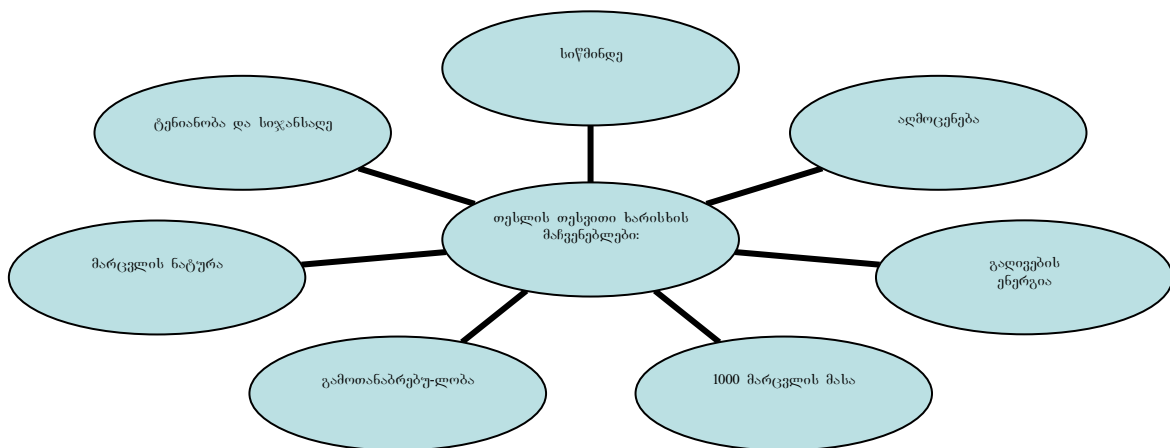 სიწმინდე
ტენიანობა და სიჯანსაღე
აღმოცენება
თესლის თესვითი ხარისხის
მაჩვენებლები:
მარცვლის ნატურა
გაღივების
ენერგია
გამოთანაბრებუ-ლობა
1000 მარცვლის მასა